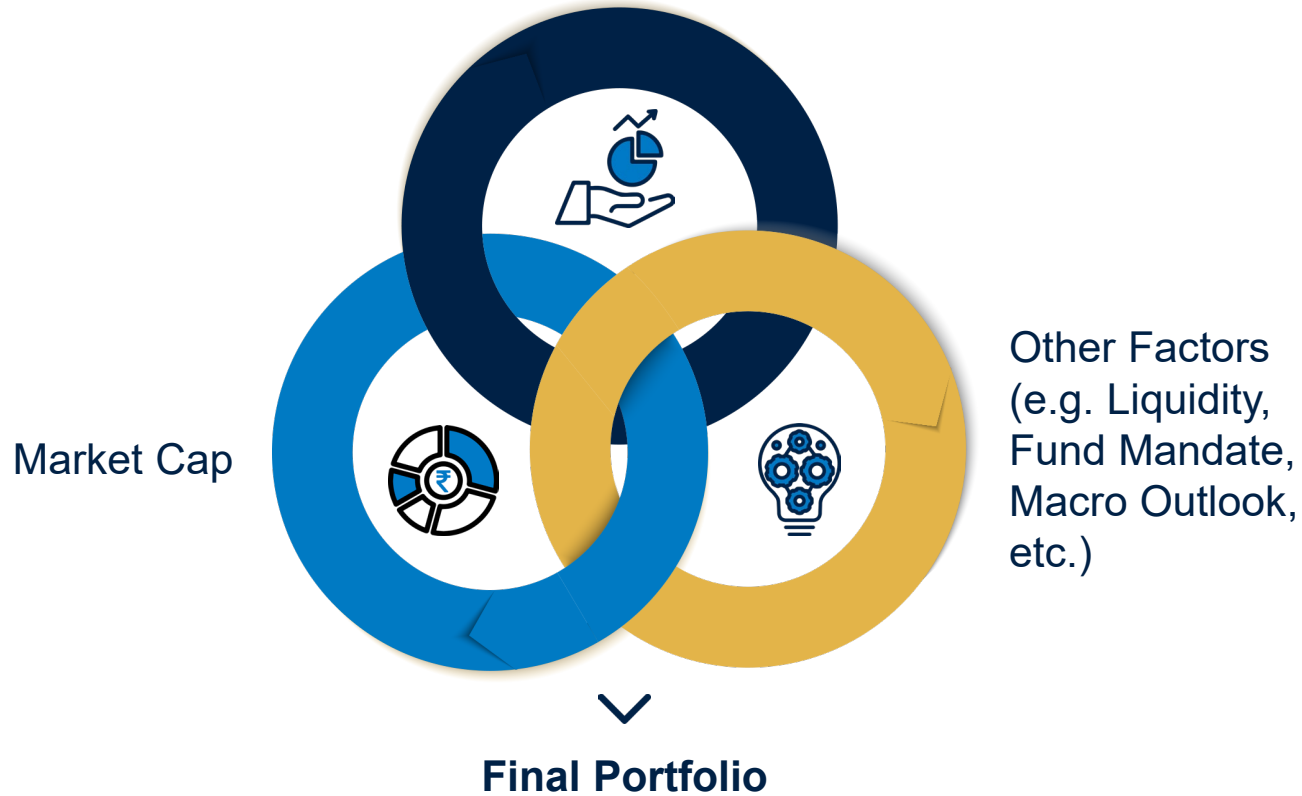 Market Cap
Other Factors
(e.g. Liquidity,
Fund Mandate,
Macro Outlook,
etc.)
₹
Final Portfolio